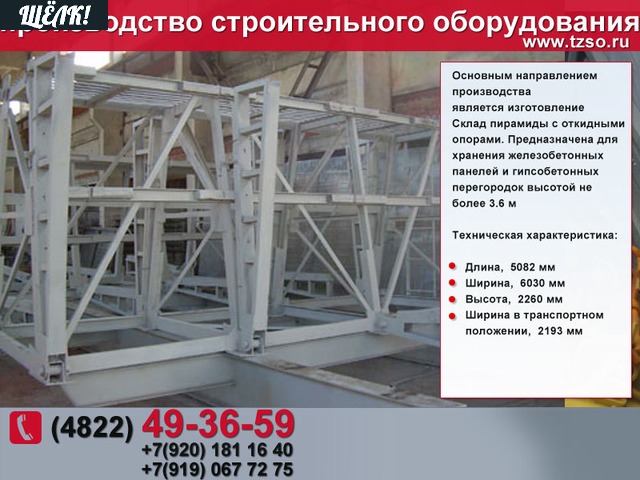 ЩЁЛК!
производство строительного оборудования
www.tzso.ru
Основным направлением
производства
является изготовление
Склад пирамиды с откидными
опорами. Предназначена для
хранения железобетонных
панелей и гипсобетонных
перегородок высотой не
более 3.6 м
Техническая характеристика:
Длина, 5082 мм
Ширина, 6030 мм
Высота, 2260 мм
Ширина в транспортном
положении, 2193 мм
(4822) 49-36-59
+7(920) 181 16 40
+7(919) 067 72 75